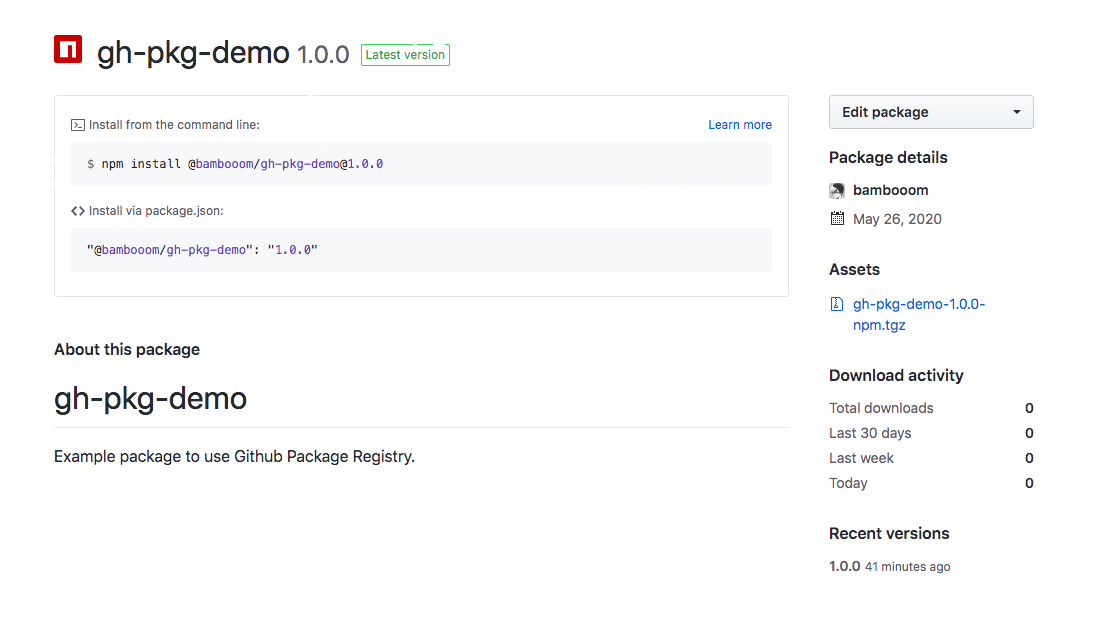 gh-pkg-demo 1.0.0 Latest version
Install from the command line: Learn more
$ npm install @bambooom/gh-pkg-demo@1.0.0
Install via package.json:
"@bambooom/gh-pkg-demo": "1.0.0"
About this package
gh-pkg-demo
Example package to use Github Package Registry.
Edit package
Package details
bambooom
May 26, 2020
Assets
gh-pkg-demo-1.0.0-
npm.tgz
Download activity
Total downloads 0
Last 30 days 0
Last week 0
Today 0
Recent versions
1.0.0 41 minutes ago